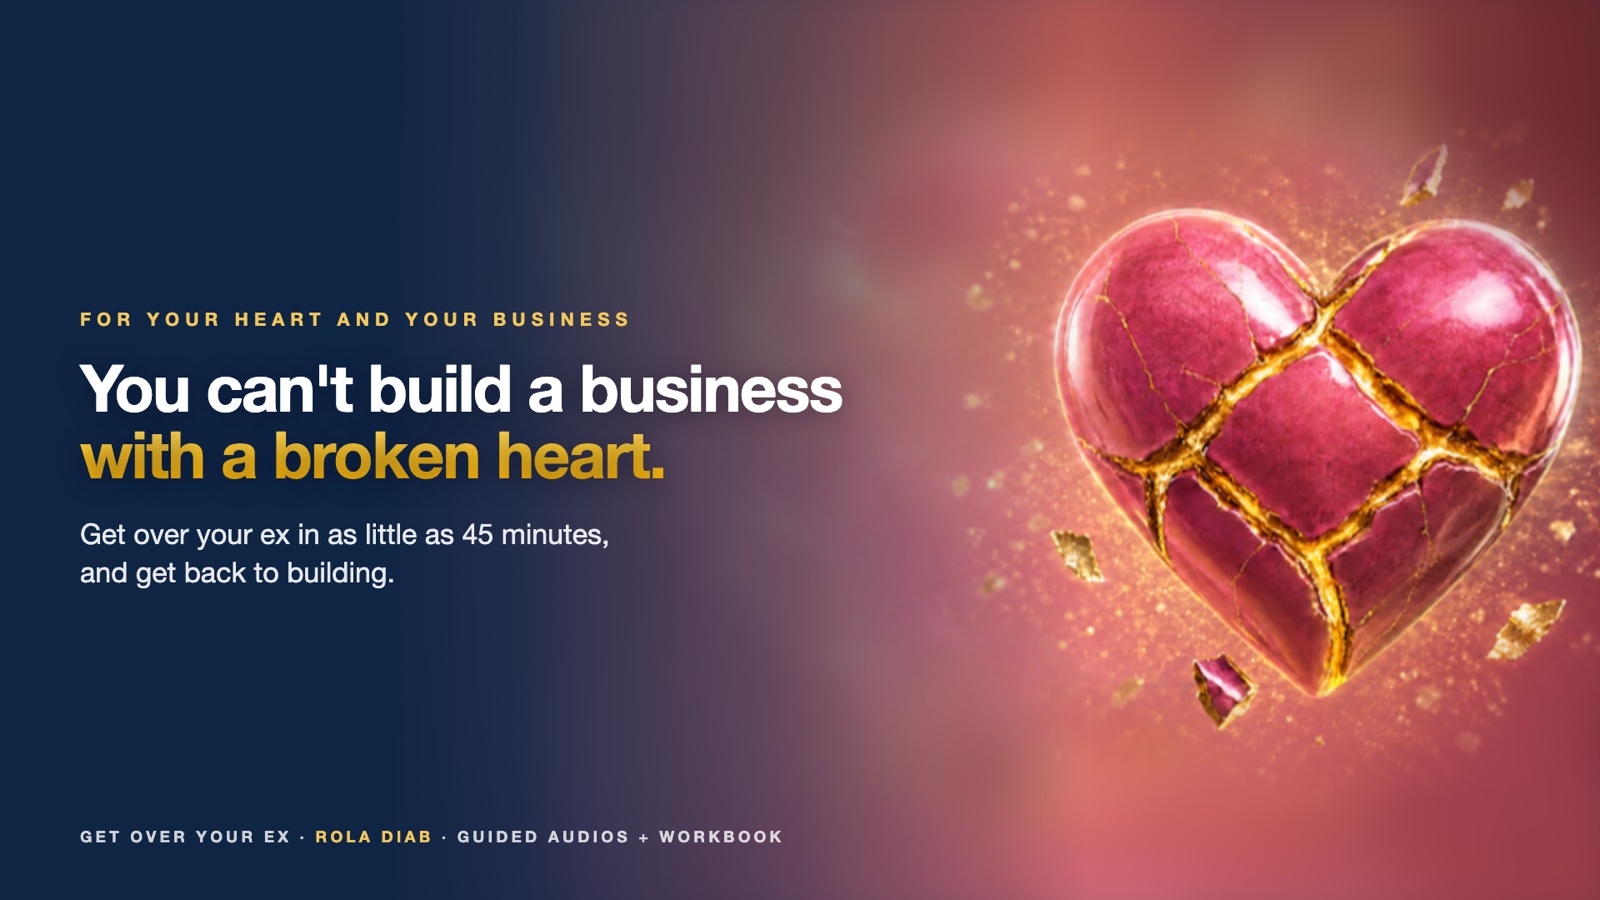 FOR YOUR HEART AND YOUR BUSINESS
You can't build a business
with a broken heart.
Get over your ex in as little as 45 minutes,
and get back to building.
GET OVER YOUR EX · ROLA DIAB · GUIDED AUDIOS + WORKBOOK